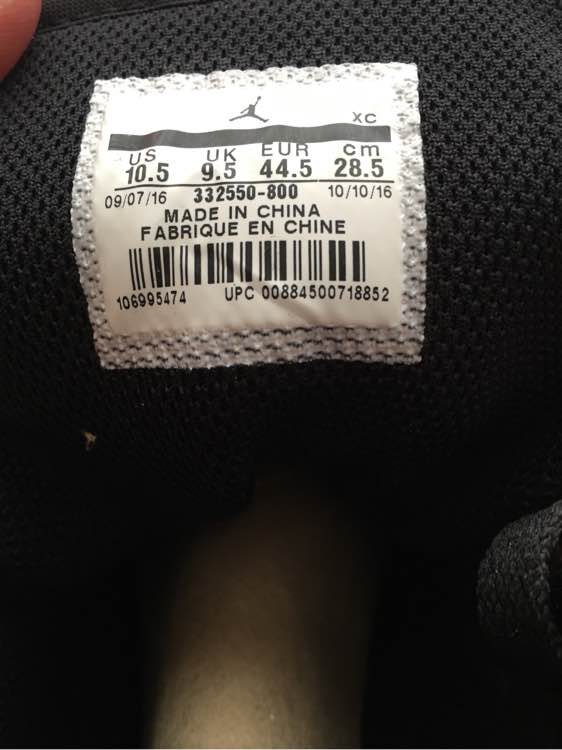 XC
US UK EUR cm
10.5 9.5 44.5 28.5
09/07/16 332550-800 10/10/16
MADE IN CHINA
FABRIQUE EN CHINE
106995474 UPC 00884500718852